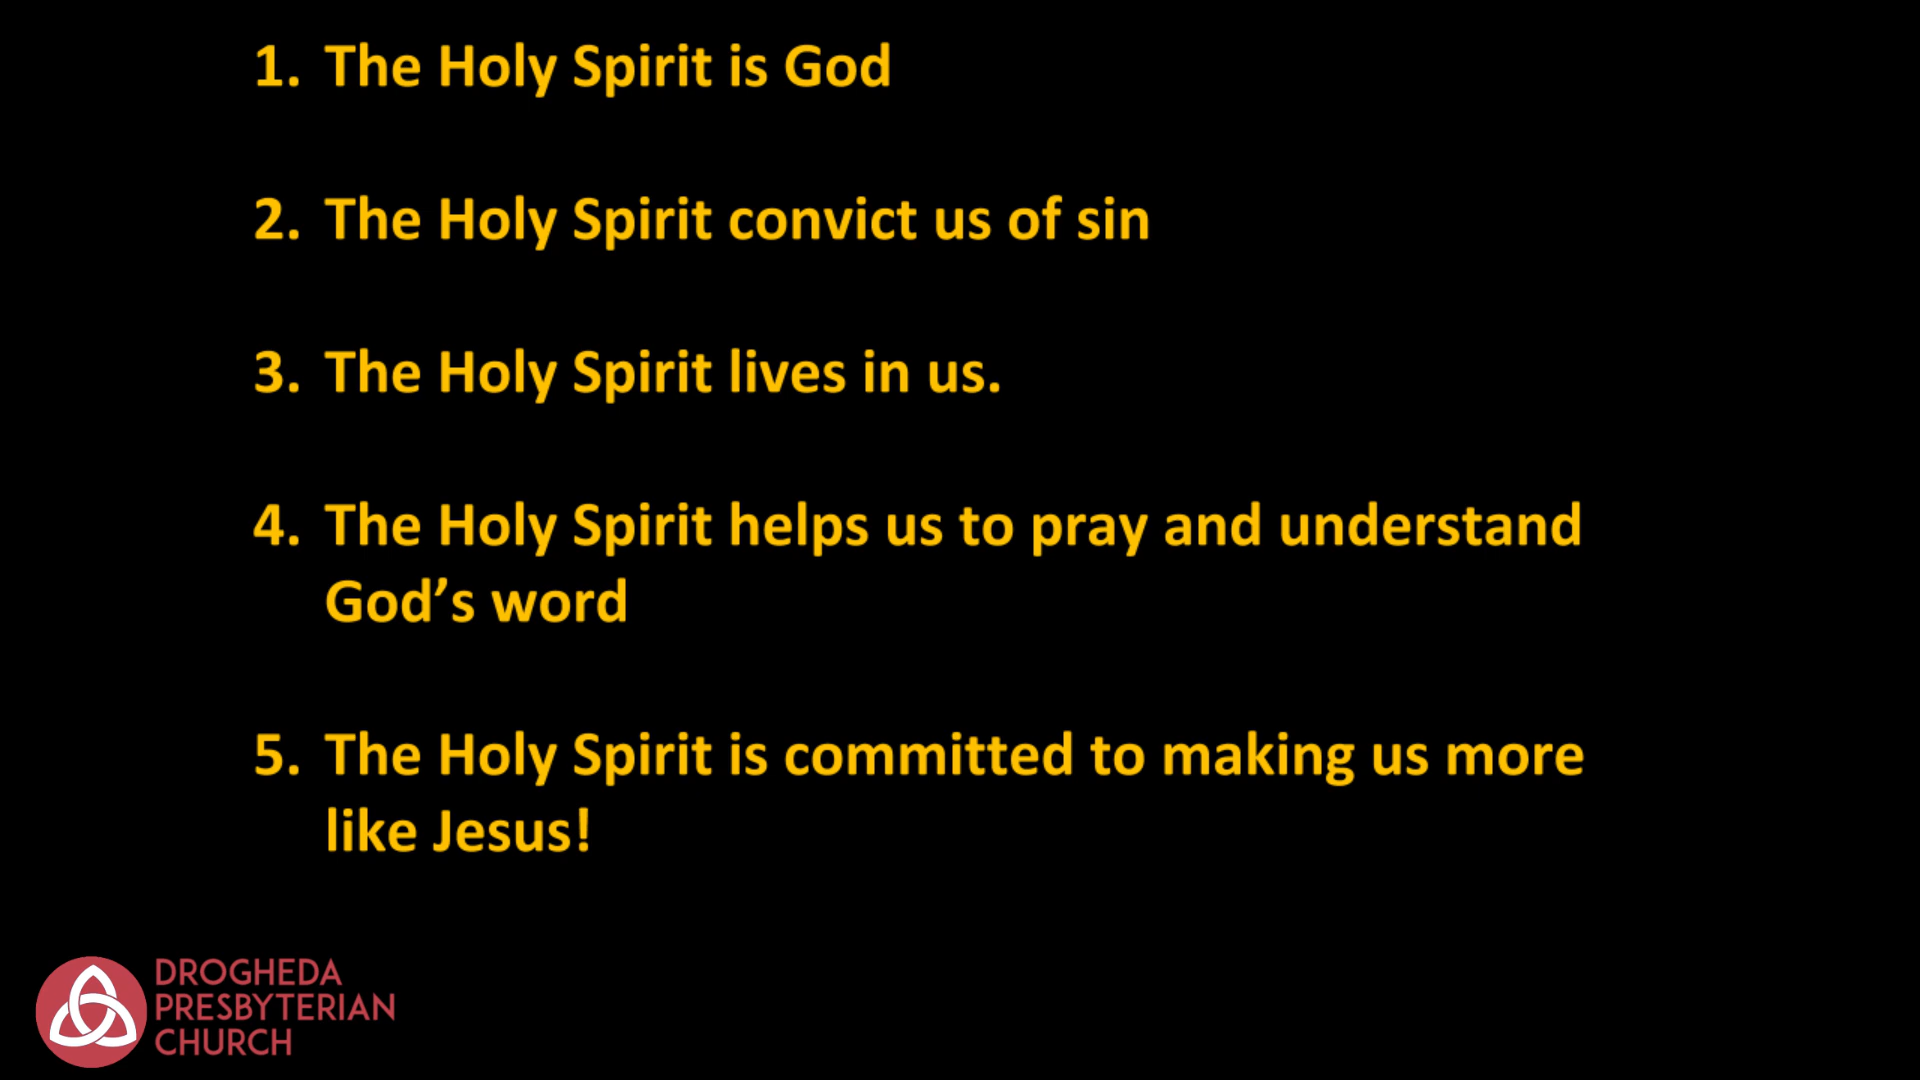 1. The Holy Spirit is God
2. The Holy Spirit convict us of sin
3. The Holy Spirit lives in us.
4. The Holy Spirit helps us to pray and understand
God’s word
5. The Holy Spirit is committed to making us more
like Jesus!
DROGHEDA
PRESBYTERIAN
CHURCH